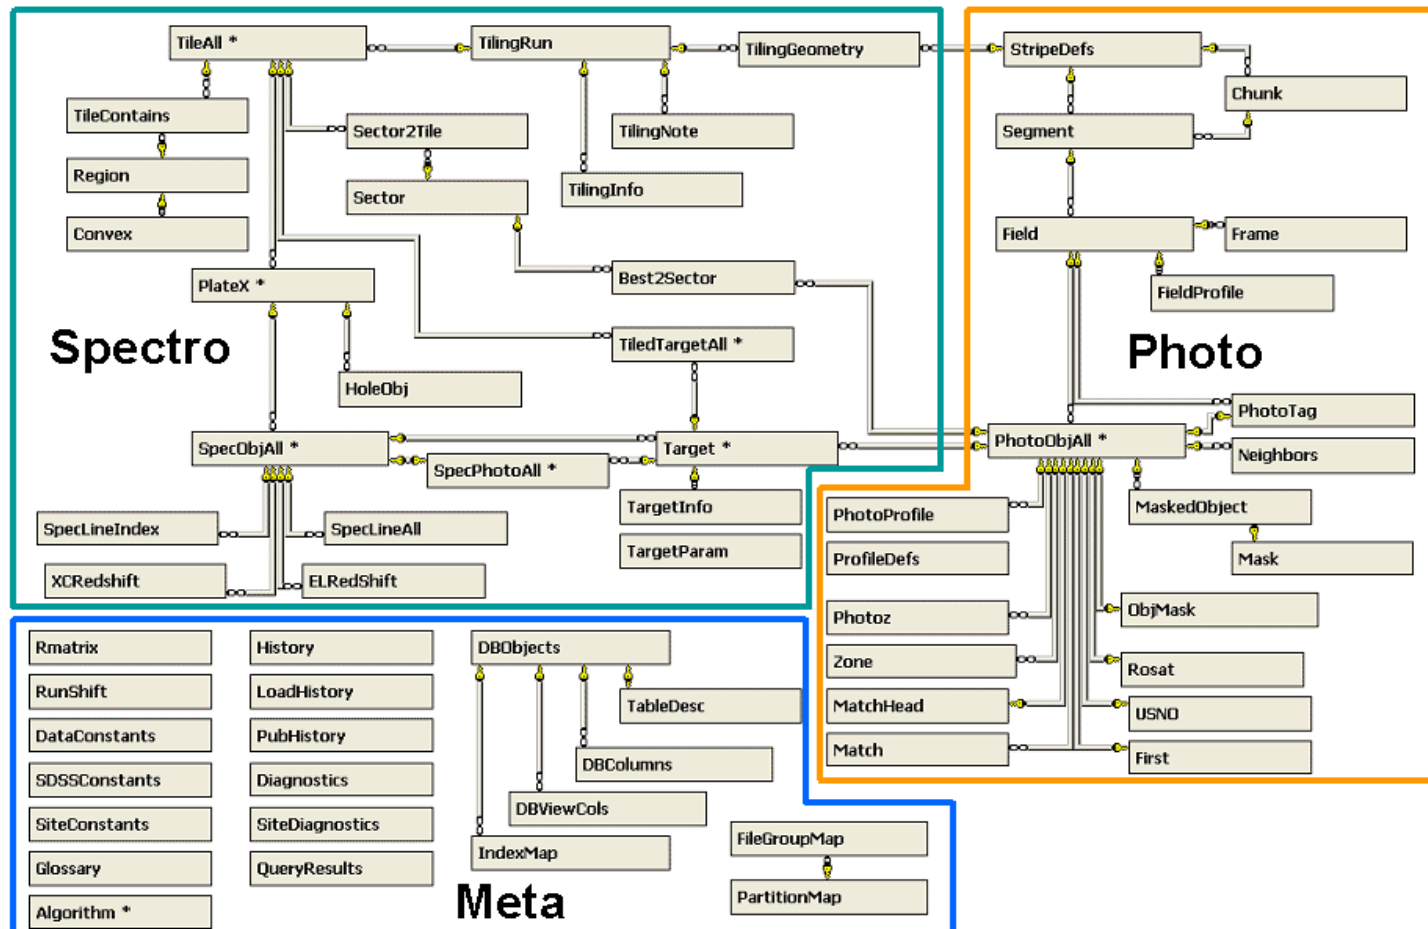 TileAll *
TilingRun
TilingGeometry
StripeDefs
Chunk
TileContains
Sector2Tile
TilingNote
Segment
Region
Sector
TilingInfo
Convex
Field
Frame
PlateX *
Best2Sector
FieldProfile
Spectro
TiledTargetAll *
Photo
HoleObj
PhotoTag
SpecObjAll *
Target *
PhotoObjAll *
Neighbors
SpecPhotoAll *
TargetInfo
MaskedObject
SpecLineIndex
SpecLineAll
PhotoProfile
TargetParam
ProfileDefs
Mask
XCRedshift
ELRedShift
ObjMask
Photoz
Rmatrix
History
DBObjects
Zone
Rosat
RunShift
LoadHistory
TableDesc
MatchHead
USNO
DataConstants
PubHistory
Match
First
DBColumns
SDSSConstants
Diagnostics
DBViewCols
SiteConstants
SiteDiagnostics
IndexMap
FileGroupMap
Glossary
QueryResults
Meta
PartitionMap
Algorithm *